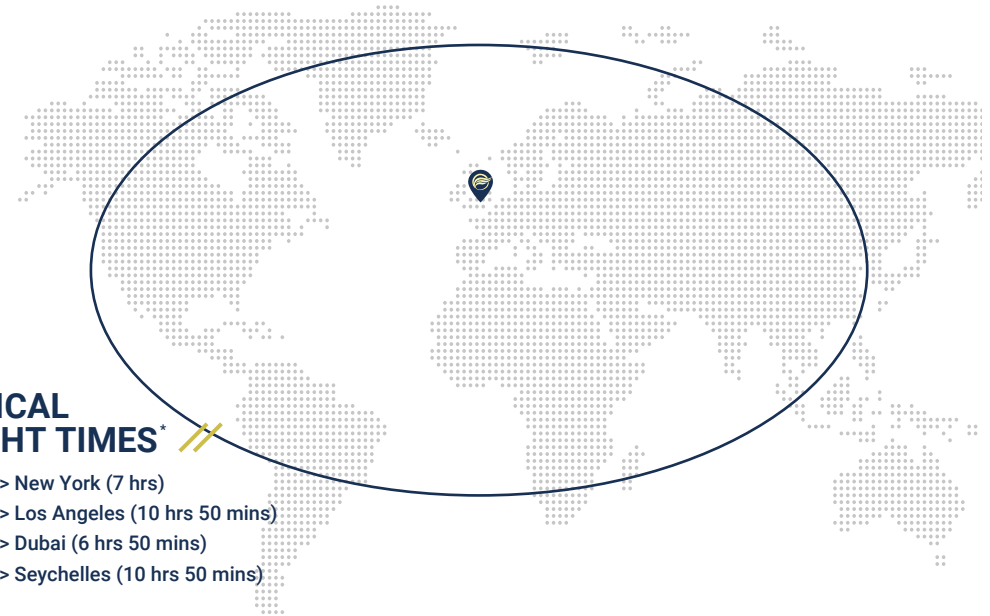 ICAL
HT TIMES*
> New York (7 hrs)
> Los Angeles (10 hrs 50 mins)
> Dubai (6 hrs 50 mins)
> Seychelles (10 hrs 50 mins)